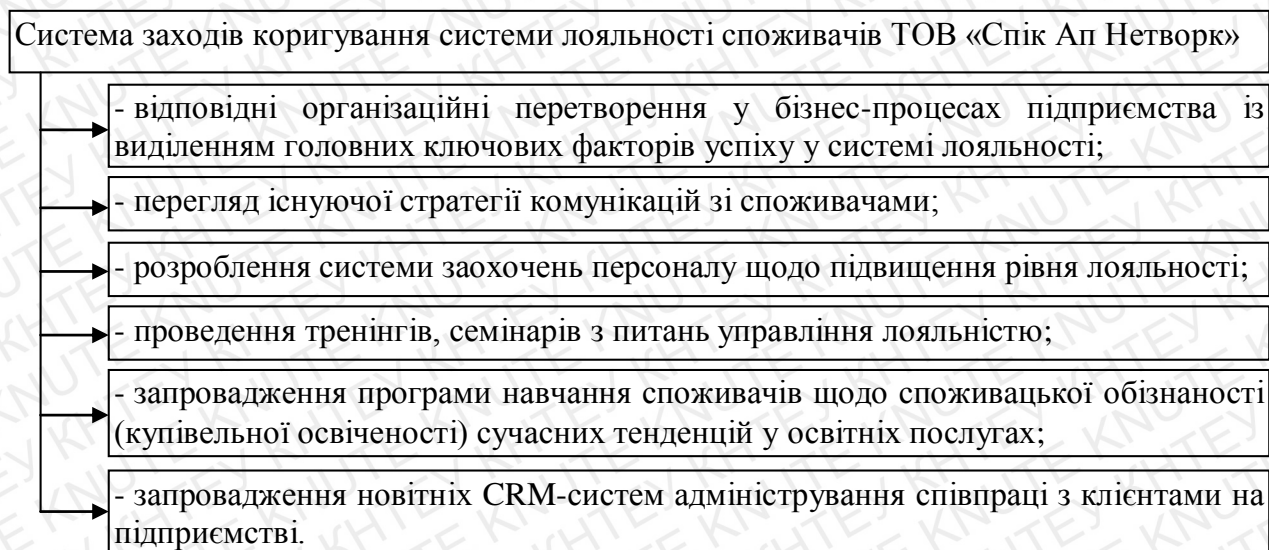 Система заходів коригування системи лояльності споживачів ТОВ «Спік Ап Нетворк»
- відповідні організаційні перетворення у бізнес-процесах підприємства із
виділенням головних ключових факторів успіху у системі лояльності;
- перегляд існуючої стратегії комунікацій зі споживачами;
- розроблення системи заохочень персоналу щодо підвищення рівня лояльності;
- проведення тренінгів, семінарів з питань управління лояльністю;
- запровадження програми навчання споживачів щодо споживацької обізнаності
(купівельної освіченості) сучасних тенденцій у освітніх послугах;
- запровадження новітніх CRM-систем адміністрування співпраці з клієнтами на
підприємстві.